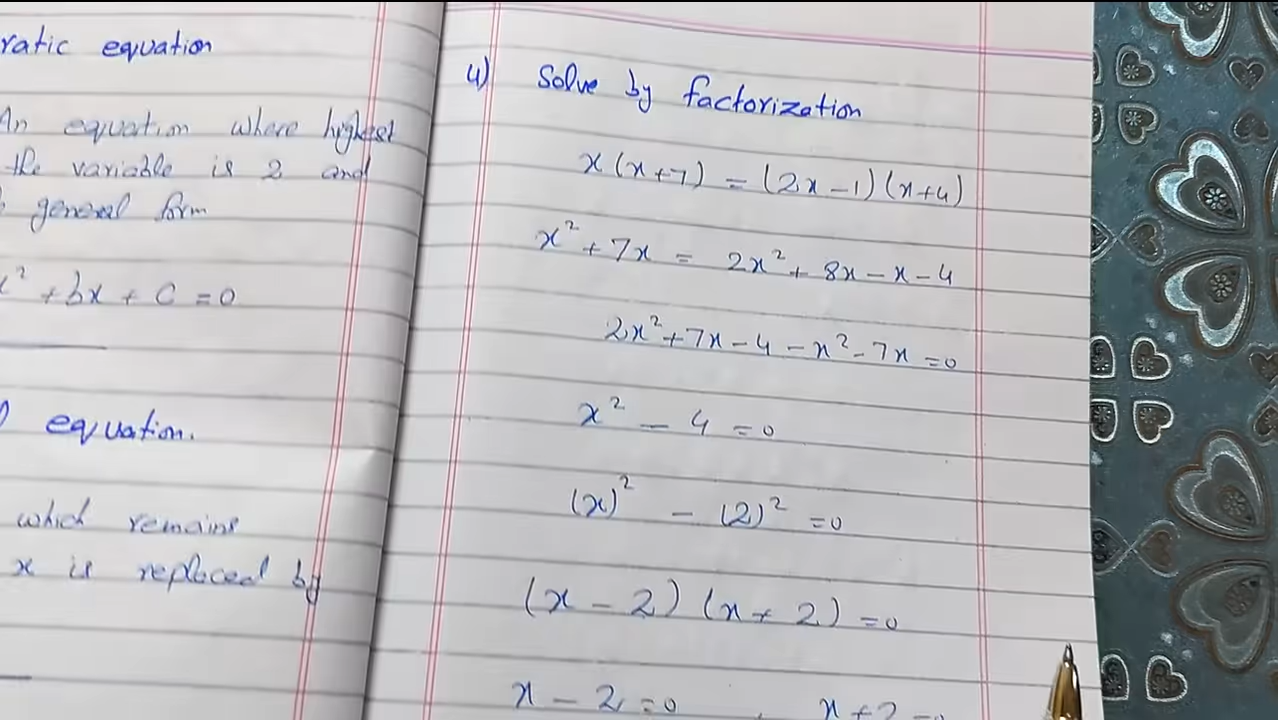 ratic equation
An equation where highest
the variable is 2 and
general form
x² + bx + c = 0
equation.
which remains
x is replaced by
4) Solve by factorization
x(x+7) = (2x-1)(x+4)
x² + 7x = 2x² + 8x - x - 4
2x² + 7x - 4 - x² - 7x = 0
x² - 4 = 0
(x)² - (2)² = 0
(x - 2) (x + 2) = 0
x - 2 = 0 , x + 2 = 0